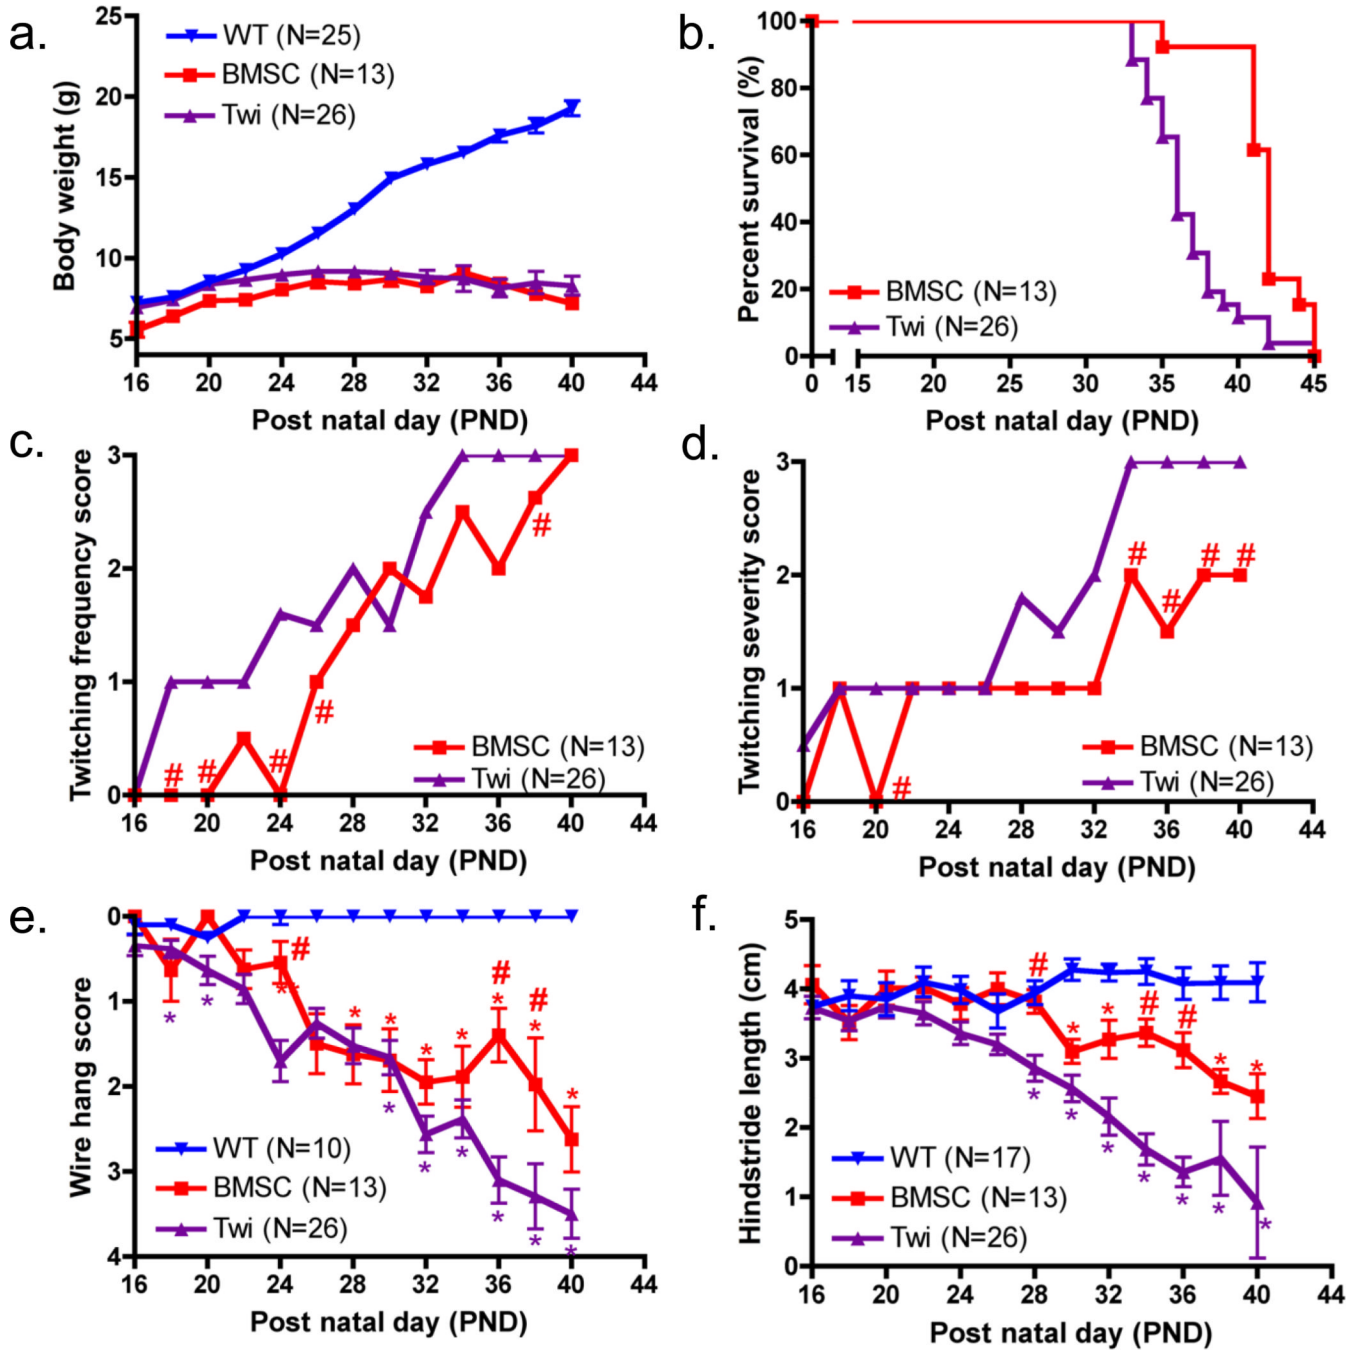 a.
25
20
15
10
5
Body weight (g)
WT (N=25)
BMSC (N=13)
Twi (N=26)
16 20 24 28 32 36 40 44
Post natal day (PND)
b.
100
80
60
40
20
0
Percent survival (%)
BMSC (N=13)
Twi (N=26)
0 15 20 25 30 35 40 45
Post natal day (PND)
c.
3
2
1
0
Twitching frequency score
# # # # #
BMSC (N=13)
Twi (N=26)
16 20 24 28 32 36 40 44
Post natal day (PND)
d.
3
2
1
0
Twitching severity score
# # # # #
BMSC (N=13)
Twi (N=26)
16 20 24 28 32 36 40 44
Post natal day (PND)
e.
0
1
2
3
4
Wire hang score
# # #
* * * * * * * * *
* * * * * * * *
WT (N=10)
BMSC (N=13)
Twi (N=26)
16 20 24 28 32 36 40 44
Post natal day (PND)
f.
5
4
3
2
1
0
Hindstride length (cm)
# # #
* * * *
* * * * * * *
WT (N=17)
BMSC (N=13)
Twi (N=26)
16 20 24 28 32 36 40 44
Post natal day (PND)